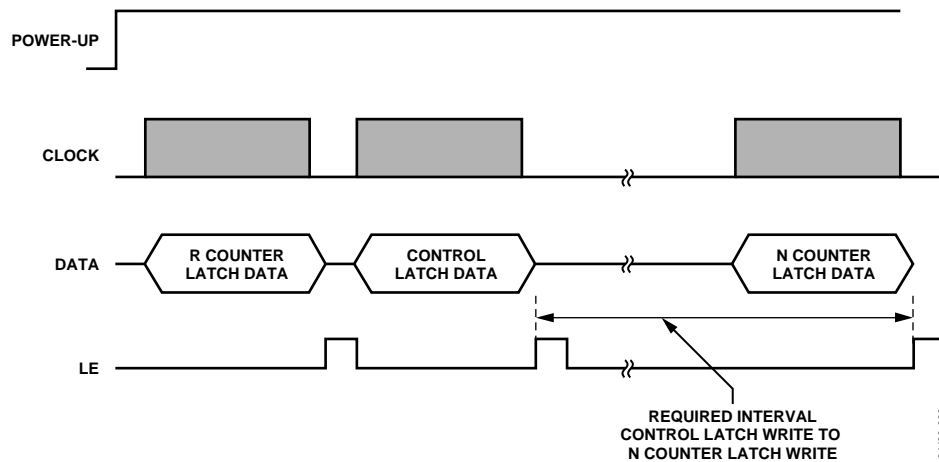 POWER-UP
CLOCK
DATA
R COUNTER
LATCH DATA
CONTROL
LATCH DATA
N COUNTER
LATCH DATA
LE
REQUIRED INTERVAL
CONTROL LATCH WRITE TO
N COUNTER LATCH WRITE